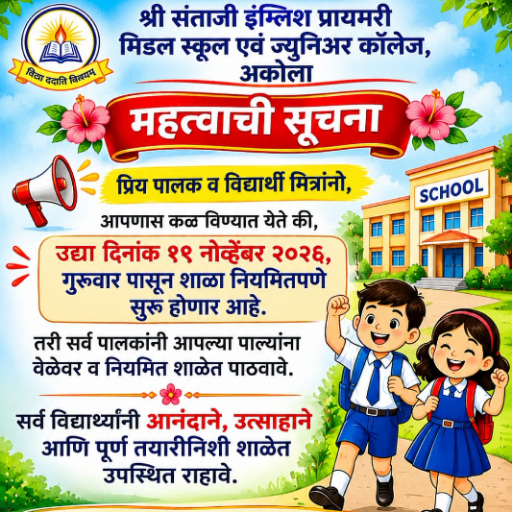 श्री संताजी इंग्लिश प्रायमरी
मिडल स्कूल एवं ज्युनिअर कॉलेज,
अकोला
विद्या ददाति विनयम्
महत्वाची सूचना
प्रिय पालक व विद्यार्थी मित्रांनो,
SCHOOL
आपणास कळविण्यात येते की,
उद्या दिनांक १९ नोव्हेंबर २०२६,
गुरूवार पासून शाळा नियमितपणे
सुरू होणार आहे.
तरी सर्व पालकांनी आपल्या पाल्यांना
वेळेवर व नियमित शाळेत पाठवावे.
सर्व विद्यार्थ्यांनी आनंदाने, उत्साहाने
आणि पूर्ण तयारीनिशी शाळेत
उपस्थित राहावे.